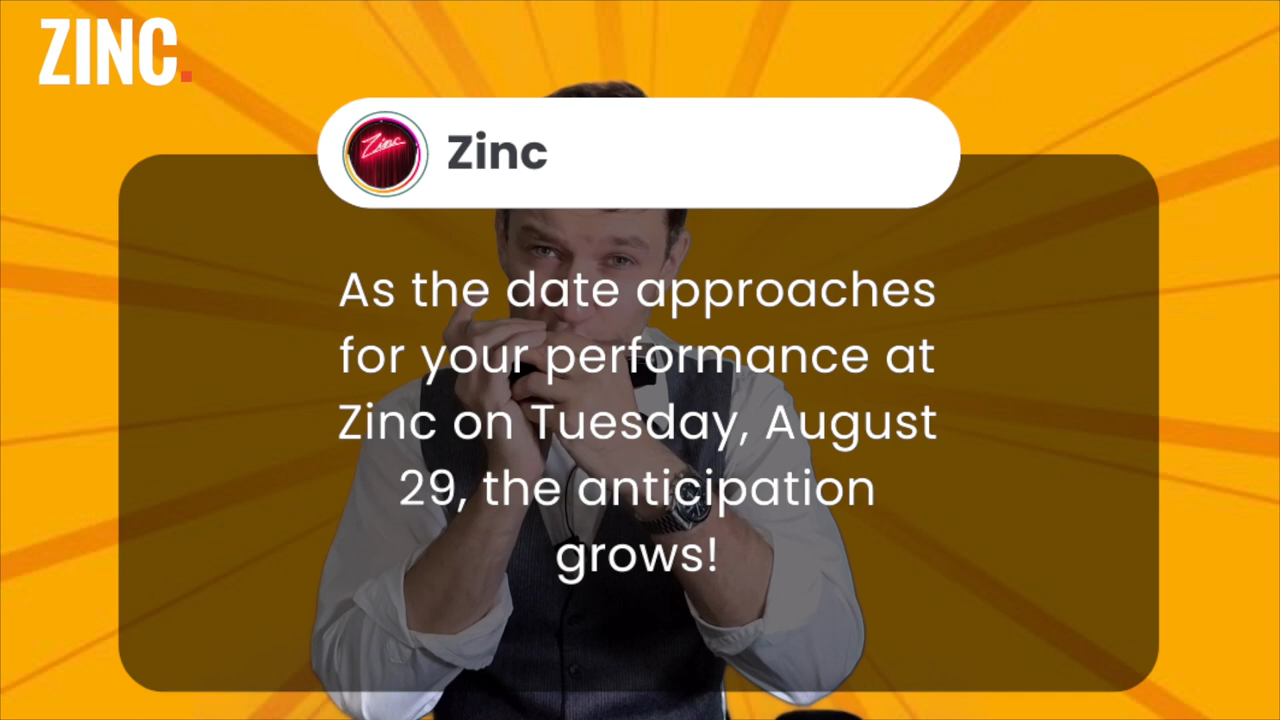 ZINC.
Zinc
Zinc
As the date approaches
for your performance at
Zinc on Tuesday, August
29, the anticipation
grows!